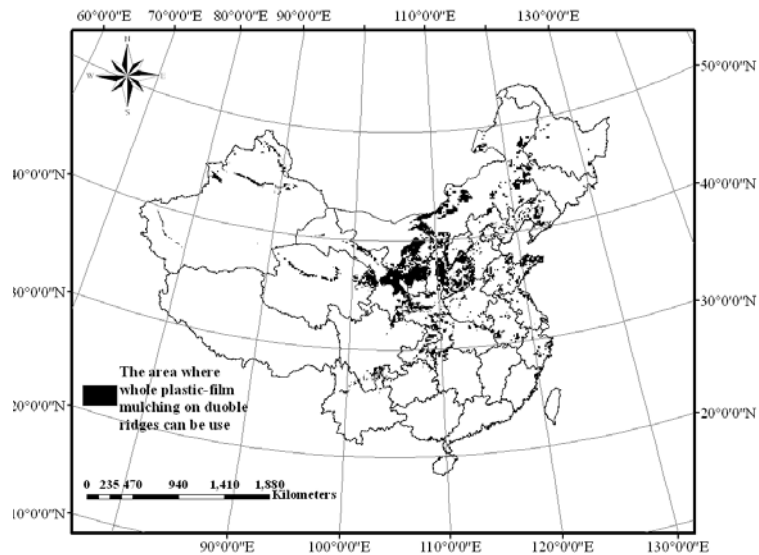 60°0'0"E 70°0'0"E 80°0'0"E 90°0'0"E 110°0'0"E 130°0'0"E
50°0'0"N
40°0'0"N
40°0'0"N
30°0'0"N
30°0'0"N
20°0'0"N
20°0'0"N
10°0'0"N
W
S
The area where
whole plastic-film
mulching on duoble
ridges can be use
0 235 470 940 1,410 1,880
Kilometers
90°0'0"E 100°0'0"E 110°0'0"E 120°0'0"E 130°0'0"E